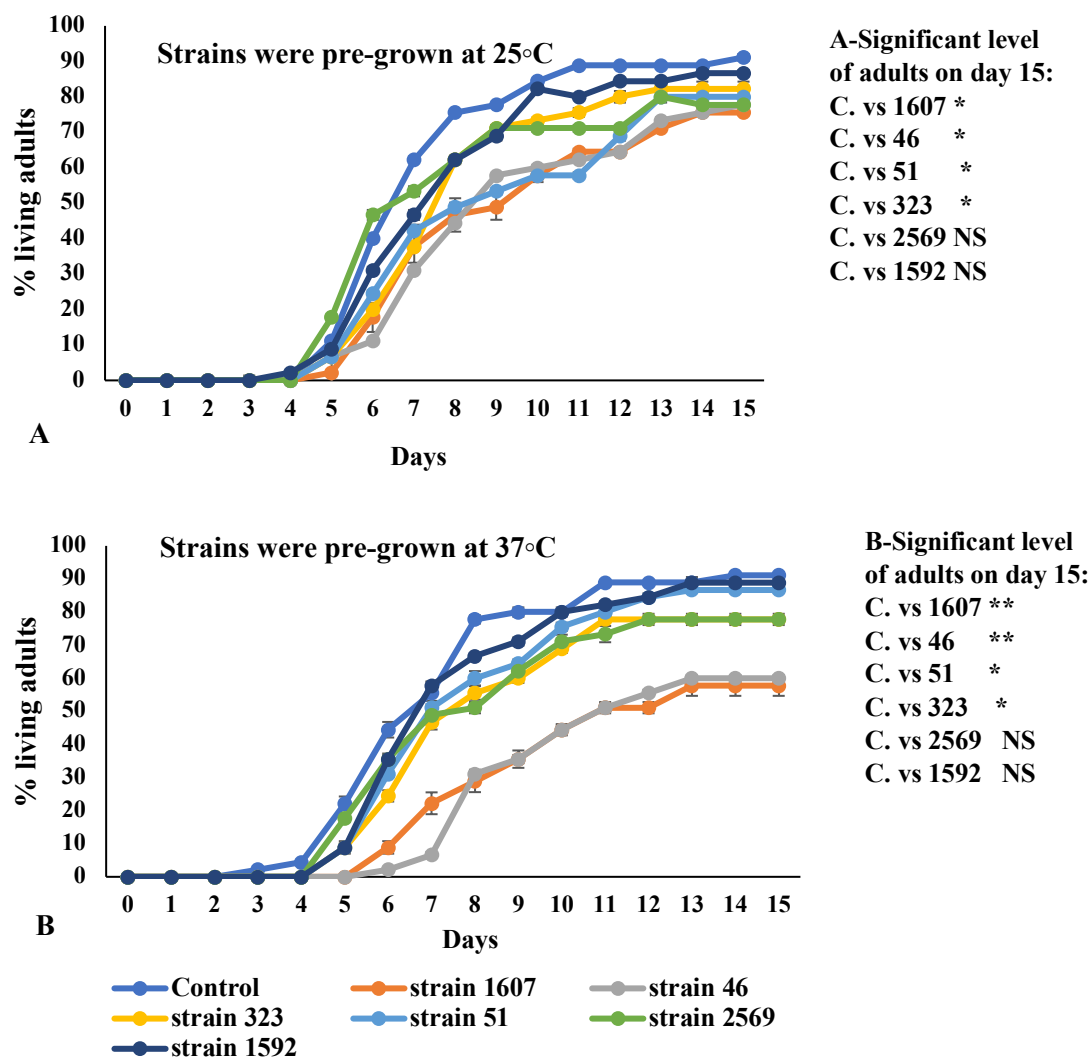 Strains were pre-grown at 25◦C
% living adults
100
90
80
70
60
50
40
30
20
10
0
0 1 2 3 4 5 6 7 8 9 10 11 12 13 14 15
A
Days
A-Significant level
of adults on day 15:
C. vs 1607 *
C. vs 46 *
C. vs 51 *
C. vs 323 *
C. vs 2569 NS
C. vs 1592 NS
Strains were pre-grown at 37◦C
% living adults
100
90
80
70
60
50
40
30
20
10
0
0 1 2 3 4 5 6 7 8 9 10 11 12 13 14 15
B
Days
B-Significant level
of adults on day 15:
C. vs 1607 **
C. vs 46 **
C. vs 51 *
C. vs 323 *
C. vs 2569 NS
C. vs 1592 NS
Control strain 1607 strain 46
strain 323 strain 51 strain 2569
strain 1592